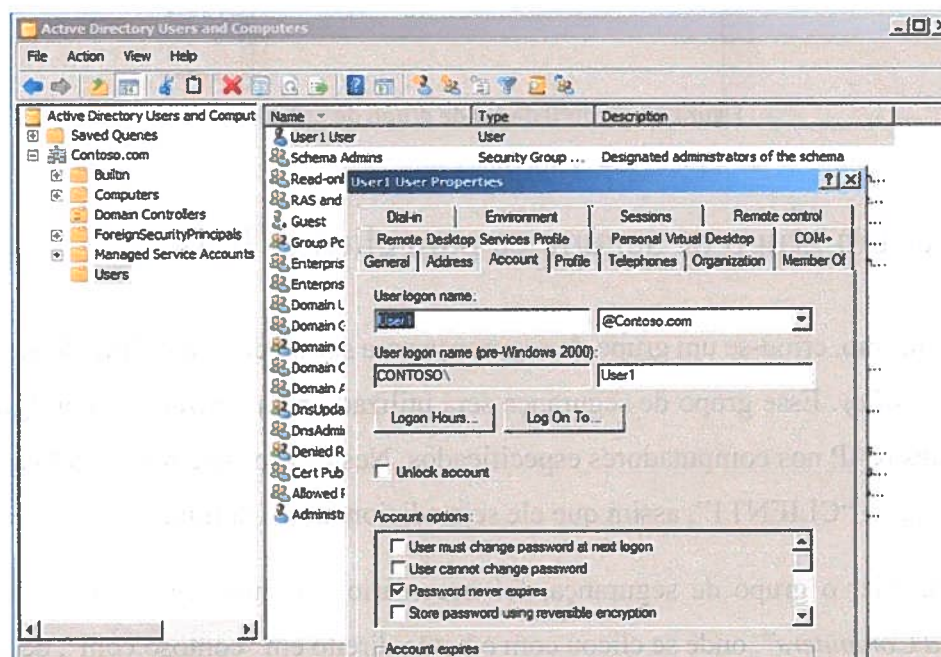 Active Directory Users and Computers
File Action View Help
Active Directory Users and Comput
Saved Queries
Contoso.com
Builtin
Computers
Domain Controllers
ForeignSecurityPrincipals
Managed Service Accounts
Users
Name Type Description
User1 User User
Schema Admins Security Group ... Designated administrators of the schema
Read-onl
RAS and
Guest
Group Pc
Enterpris
Enterpris
Domain U
Domain G
Domain C
Domain C
Domain A
DnsUpda
DnsAdmi
Denied R
Cert Pub
Allowed F
Administr
User1 User Properties
Dial-in Environment Sessions Remote control
Remote Desktop Services Profile Personal Virtual Desktop COM+
General Address Account Profile Telephones Organization Member Of
User logon name:
User1 @Contoso.com
User logon name (pre-Windows 2000):
CONTOSO\ User1
Logon Hours... Log On To...
Unlock account
Account options
User must change password at next logon
User cannot change password
Password never expires
Store password using reversible encryption
Account expires